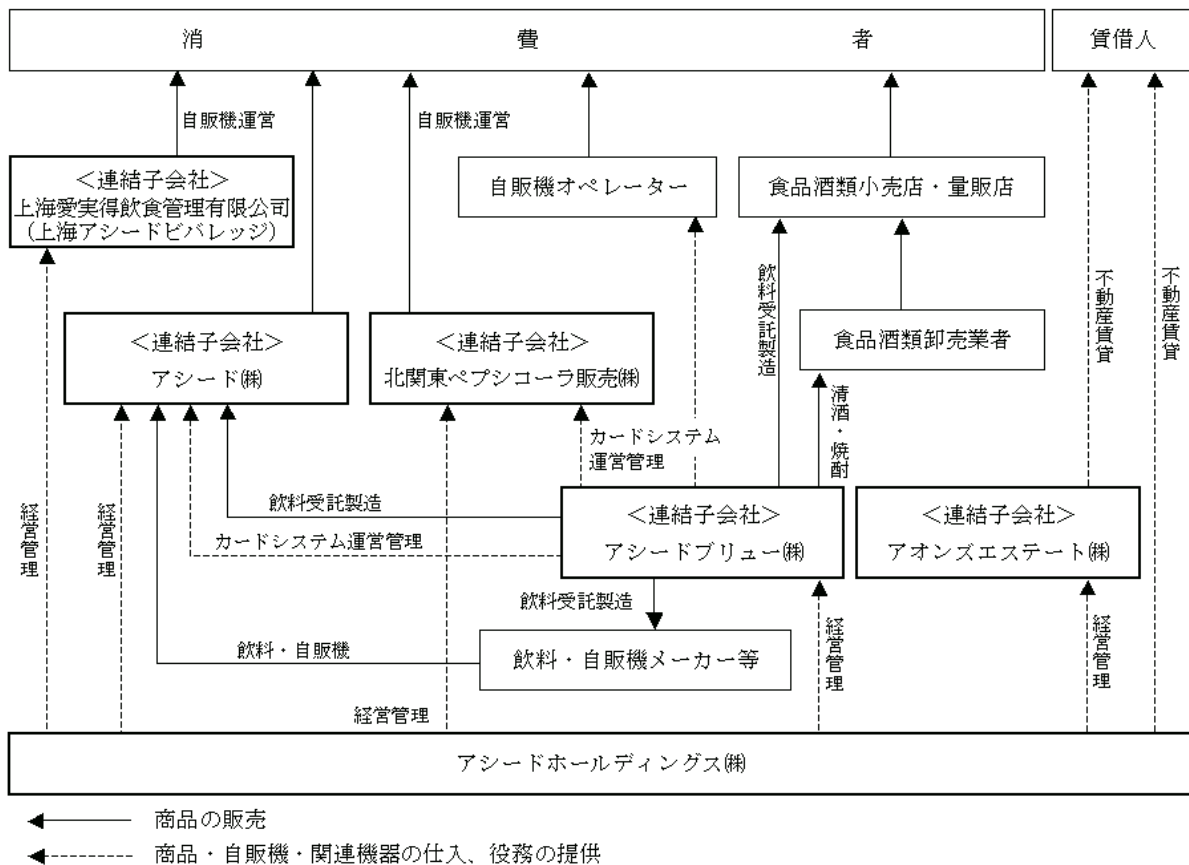 消費者
賃借人
自販機運営
自販機運営
＜連結子会社＞
上海愛実得飲食管理有限公司
（上海アシードビバレッジ）
自販機オペレーター
食品酒類小売店・量販店
飲料受託製造
不動産賃貸
不動産賃貸
＜連結子会社＞
アシード㈱
＜連結子会社＞
北関東ペプシコーラ販売㈱
食品酒類卸売業者
清酒・焼酎
カードシステム
運営管理
経営管理
経営管理
飲料受託製造
カードシステム運営管理
＜連結子会社＞
アシードブリュー㈱
＜連結子会社＞
アオンズエステート㈱
飲料受託製造
飲料・自販機
飲料・自販機メーカー等
経営管理
経営管理
経営管理
アシードホールディングス㈱
商品の販売
商品・自販機・関連機器の仕入、役務の提供